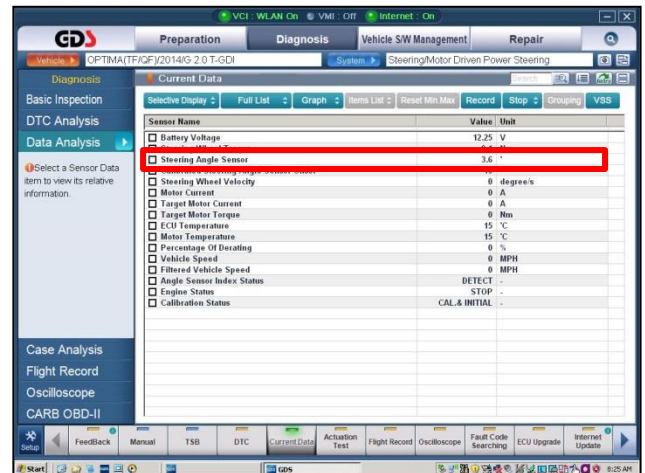 VCI : WLAN On VMI : Off Internet : On
GDS Preparation Diagnosis Vehicle S/W Management Repair
Vehicle OPTIMA(TF/QF)/2014/G 2.0 T-GDI System Steering/Motor Driven Power Steering
Diagnosis
Current Data
Search
Basic Inspection
DTC Analysis
Data Analysis
Select a Sensor Data item to view its relative information.
Selective Display Full List Graph Items List Reset Min.Max Record Stop Grouping VSS
Sensor Name Value Unit
Battery Voltage 12.25 V
Steering Angle Sensor 3.6 °
Steering Wheel Velocity 0 degree/s
Motor Current 0 A
Target Motor Current 0 A
Target Motor Torque 0 Nm
ECU Temperature 15 °C
Motor Temperature 15 °C
Percentage Of Derating 0 %
Vehicle Speed 0 MPH
Filtered Vehicle Speed 0 MPH
Angle Sensor Index Status DETECT -
Engine Status STOP -
Calibration Status CAL.& INITIAL -
Case Analysis
Flight Record
Oscilloscope
CARB OBD-II
Setup FeedBack Manual TSB DTC Current Data Actuation Test Flight Record Oscilloscope Fault Code Searching ECU Upgrade Internet Update
Start GDS 8:25 AM